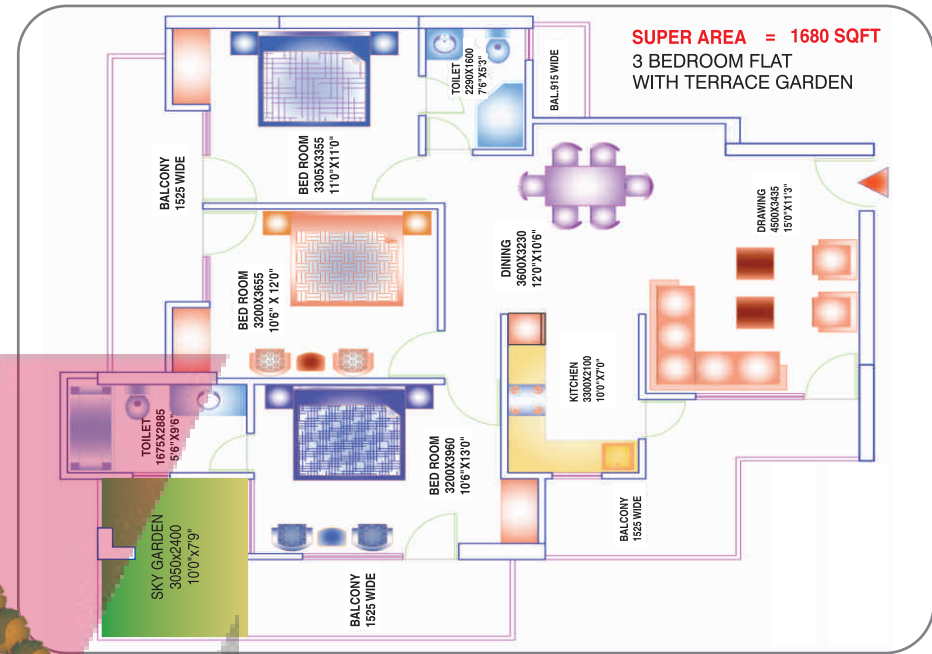 SUPER AREA = 1680 SQFT
3 BEDROOM FLAT
WITH TERRACE GARDEN
TOILET
2290X1600
7'6"X5'3"
BAL.915 WIDE
BED ROOM
3305X3355
11'0"X11'0"
BALCONY
1525 WIDE
DRAWING
4500X3435
15'0"X11'3"
DINING
3600X3230
12'0"X10'6"
BED ROOM
3200X3655
10'6" X 12'0"
KITCHEN
3300X2100
10'0"X7'0"
TOILET
1675X2885
5'6"X9'6"
BED ROOM
3200X3960
10'6"X13'0"
BALCONY
1525 WIDE
SKY GARDEN
3050x2400
10'0"x7'9"
BALCONY
1525 WIDE